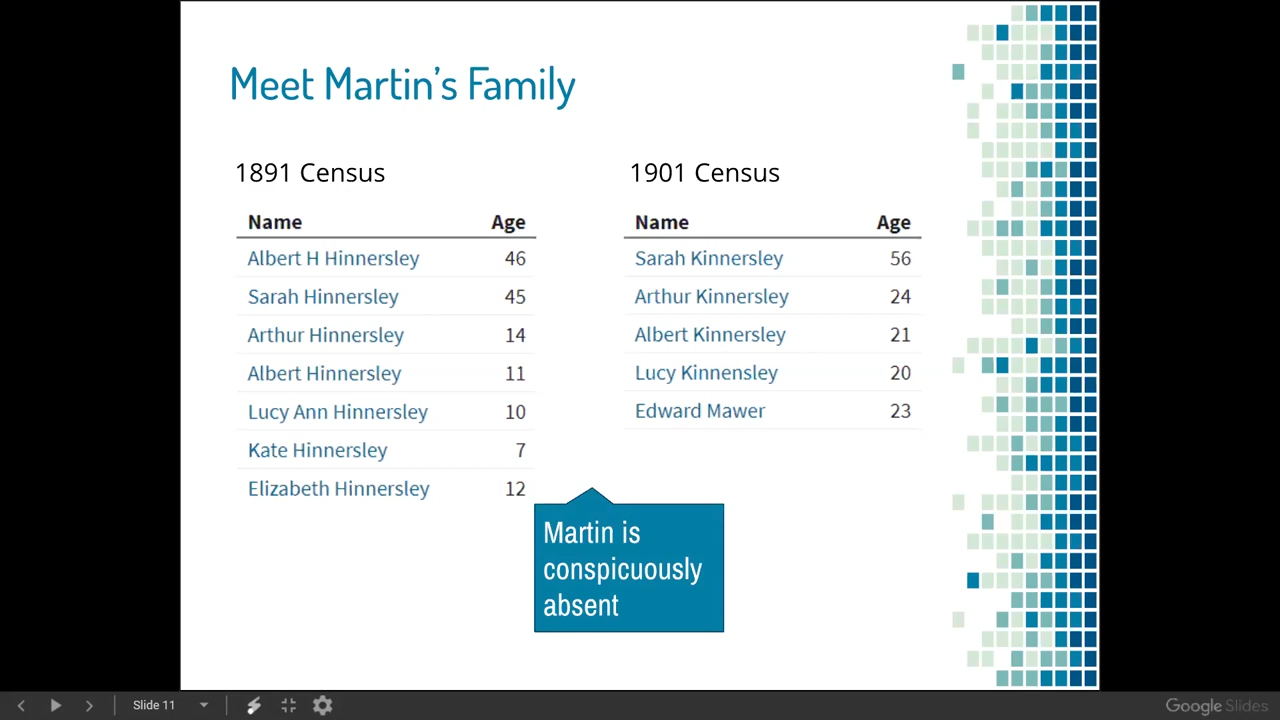 Meet Martin's Family
1891 Census
Name Age
Albert H Hinnersley 46
Sarah Hinnersley 45
Arthur Hinnersley 14
Albert Hinnersley 11
Lucy Ann Hinnersley 10
Kate Hinnersley 7
Elizabeth Hinnersley 12
1901 Census
Name Age
Sarah Kinnersley 56
Arthur Kinnersley 24
Albert Kinnersley 21
Lucy Kinnensley 20
Edward Mawer 23
Martin is
conspicuously
absent
Slide 11
Google Slides